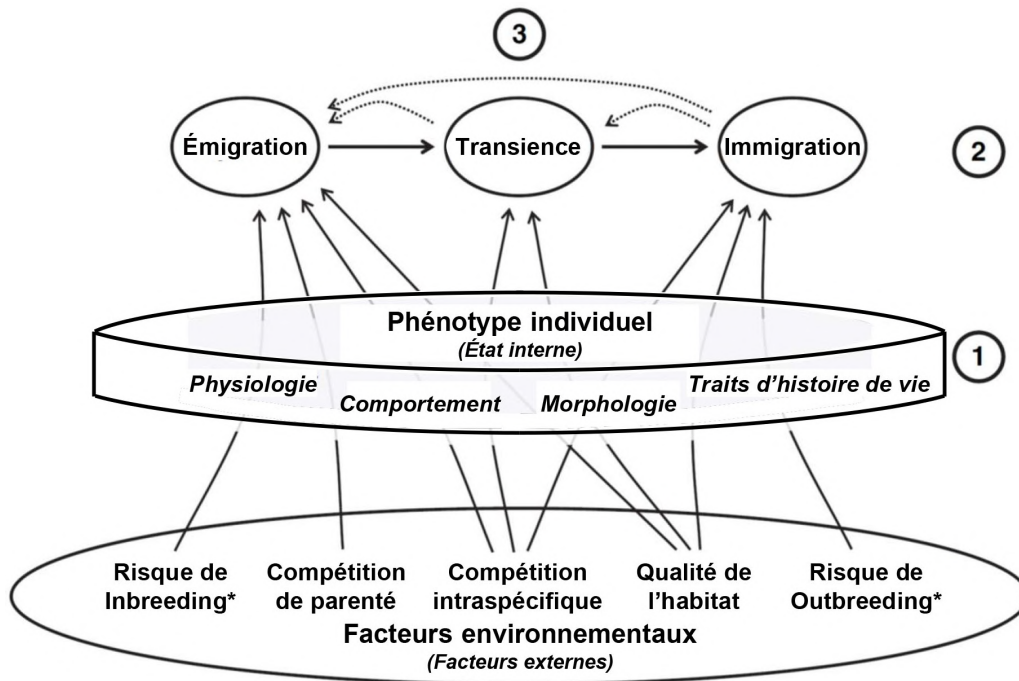 3
Émigration
Transience
Immigration
2
Phénotype individuel
(État interne)
1
Physiologie
Comportement
Morphologie
Traits d'histoire de vie
Risque de
Inbreeding*
Compétition
de parenté
Compétition
intraspécifique
Qualité de
l'habitat
Risque de
Outbreeding*
Facteurs environmentaux
(Facteurs externes)